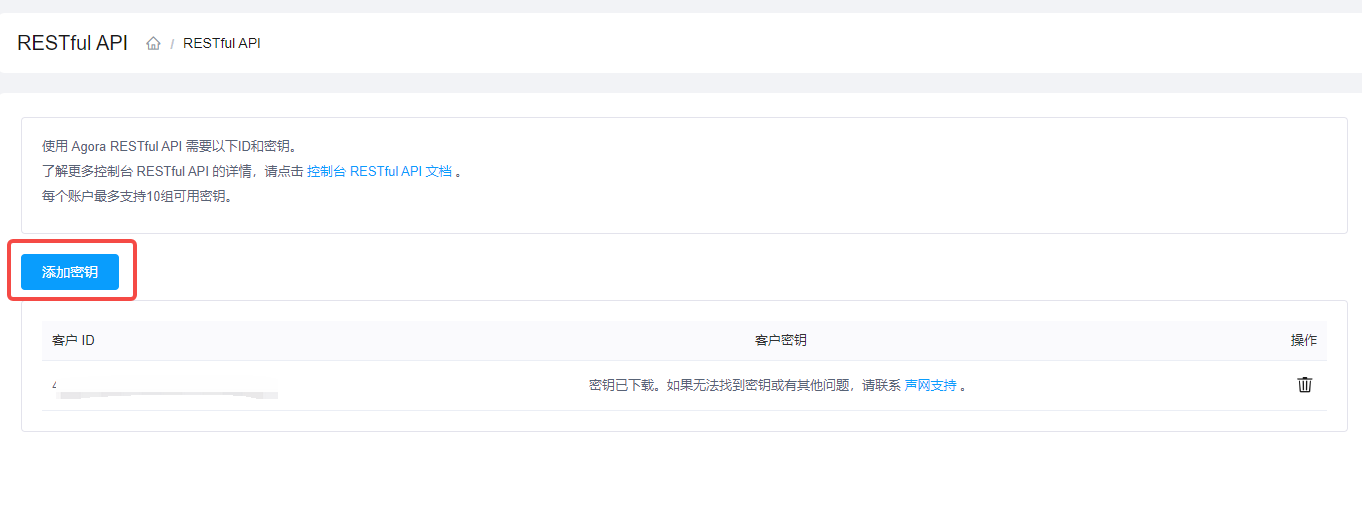 RESTful API / RESTful API
使用 Agora RESTful API 需要以下ID和密钥。
了解更多控制台 RESTful API 的详情，请点击 控制台 RESTful API 文档 。
每个账户最多支持10组可用密钥。
添加密钥
客户 ID 客户密钥 操作
密钥已下载。如果无法找到密钥或有其他问题，请联系 声网支持 。